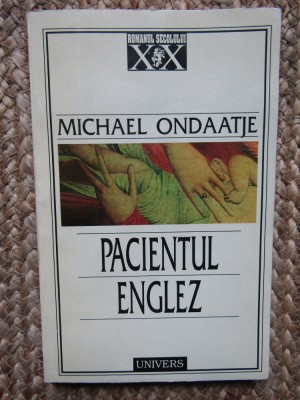 ROMANUL SECOLULUI
XX
MICHAEL ONDAATJE
PACIENTUL
ENGLEZ
UNIVERS